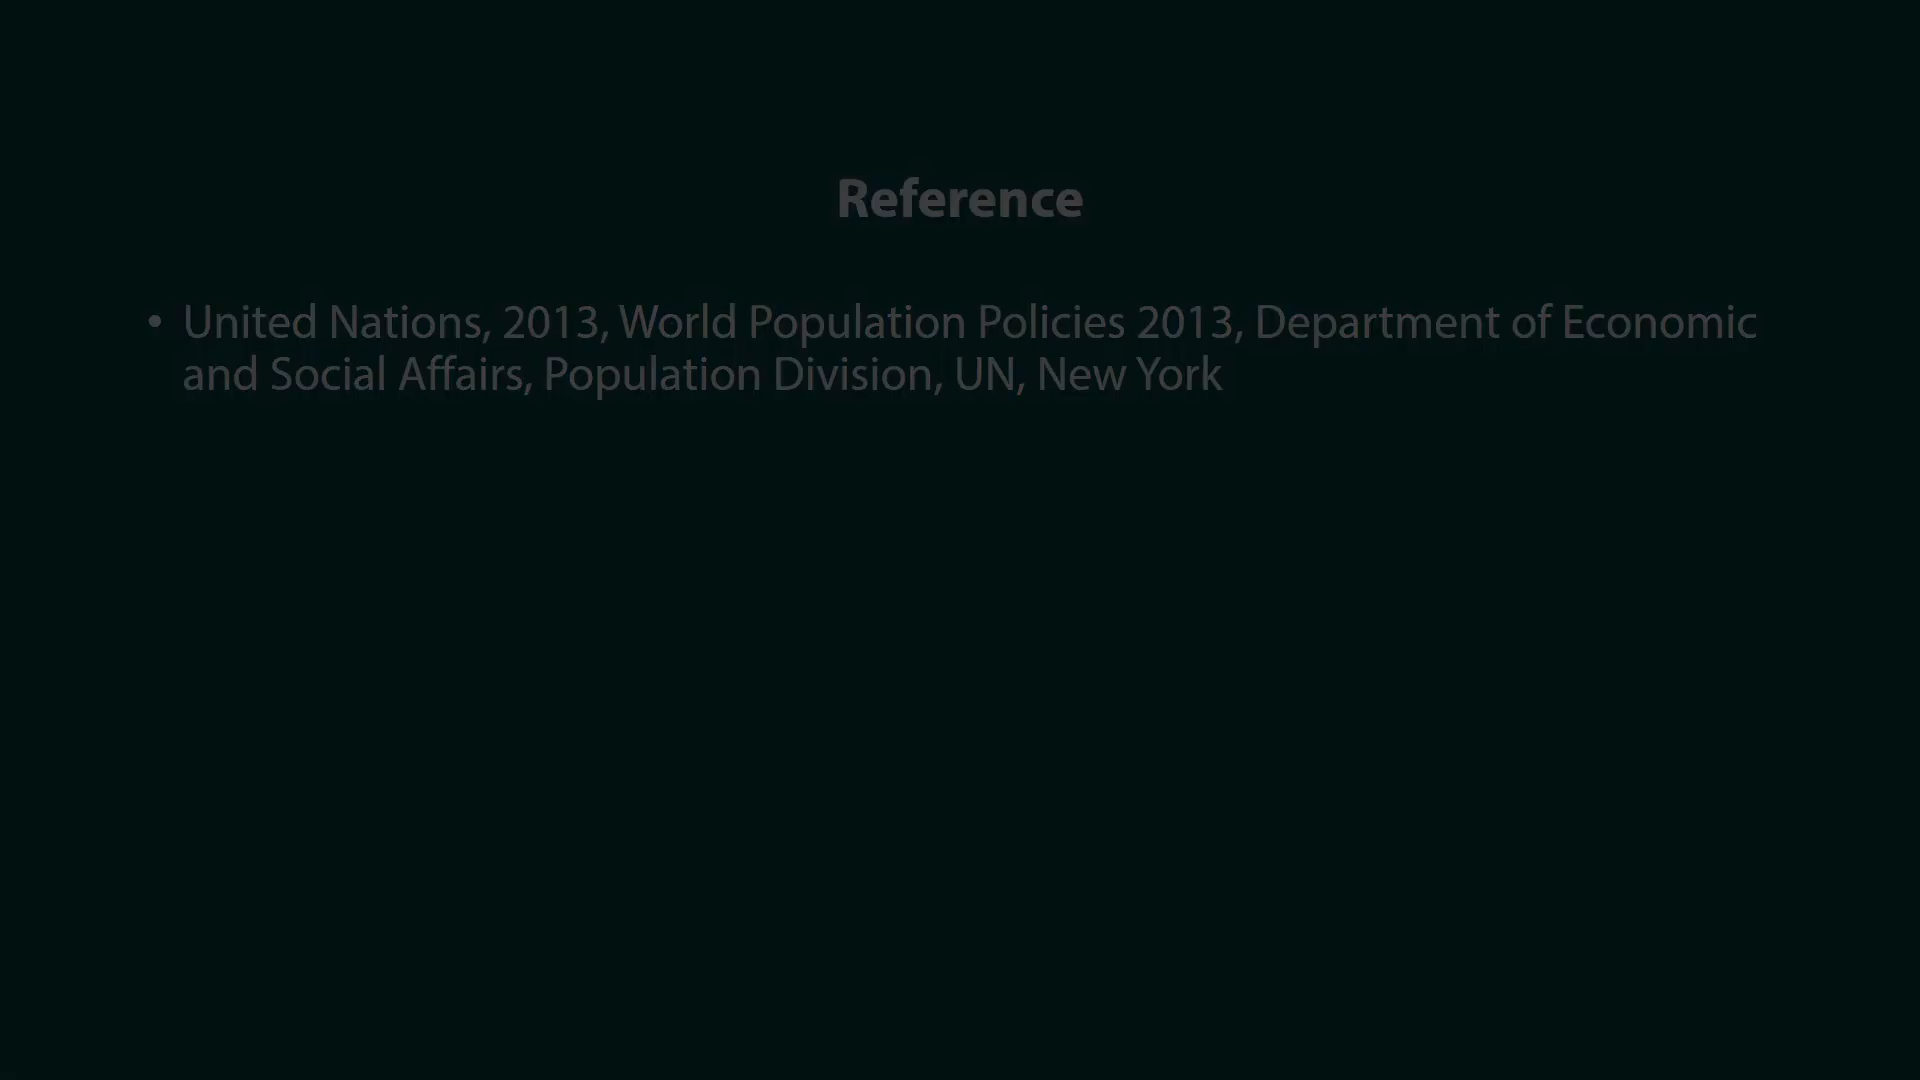 Reference
• United Nations, 2013, World Population Policies 2013, Department of Economic
and Social Affairs, Population Division, UN, New York